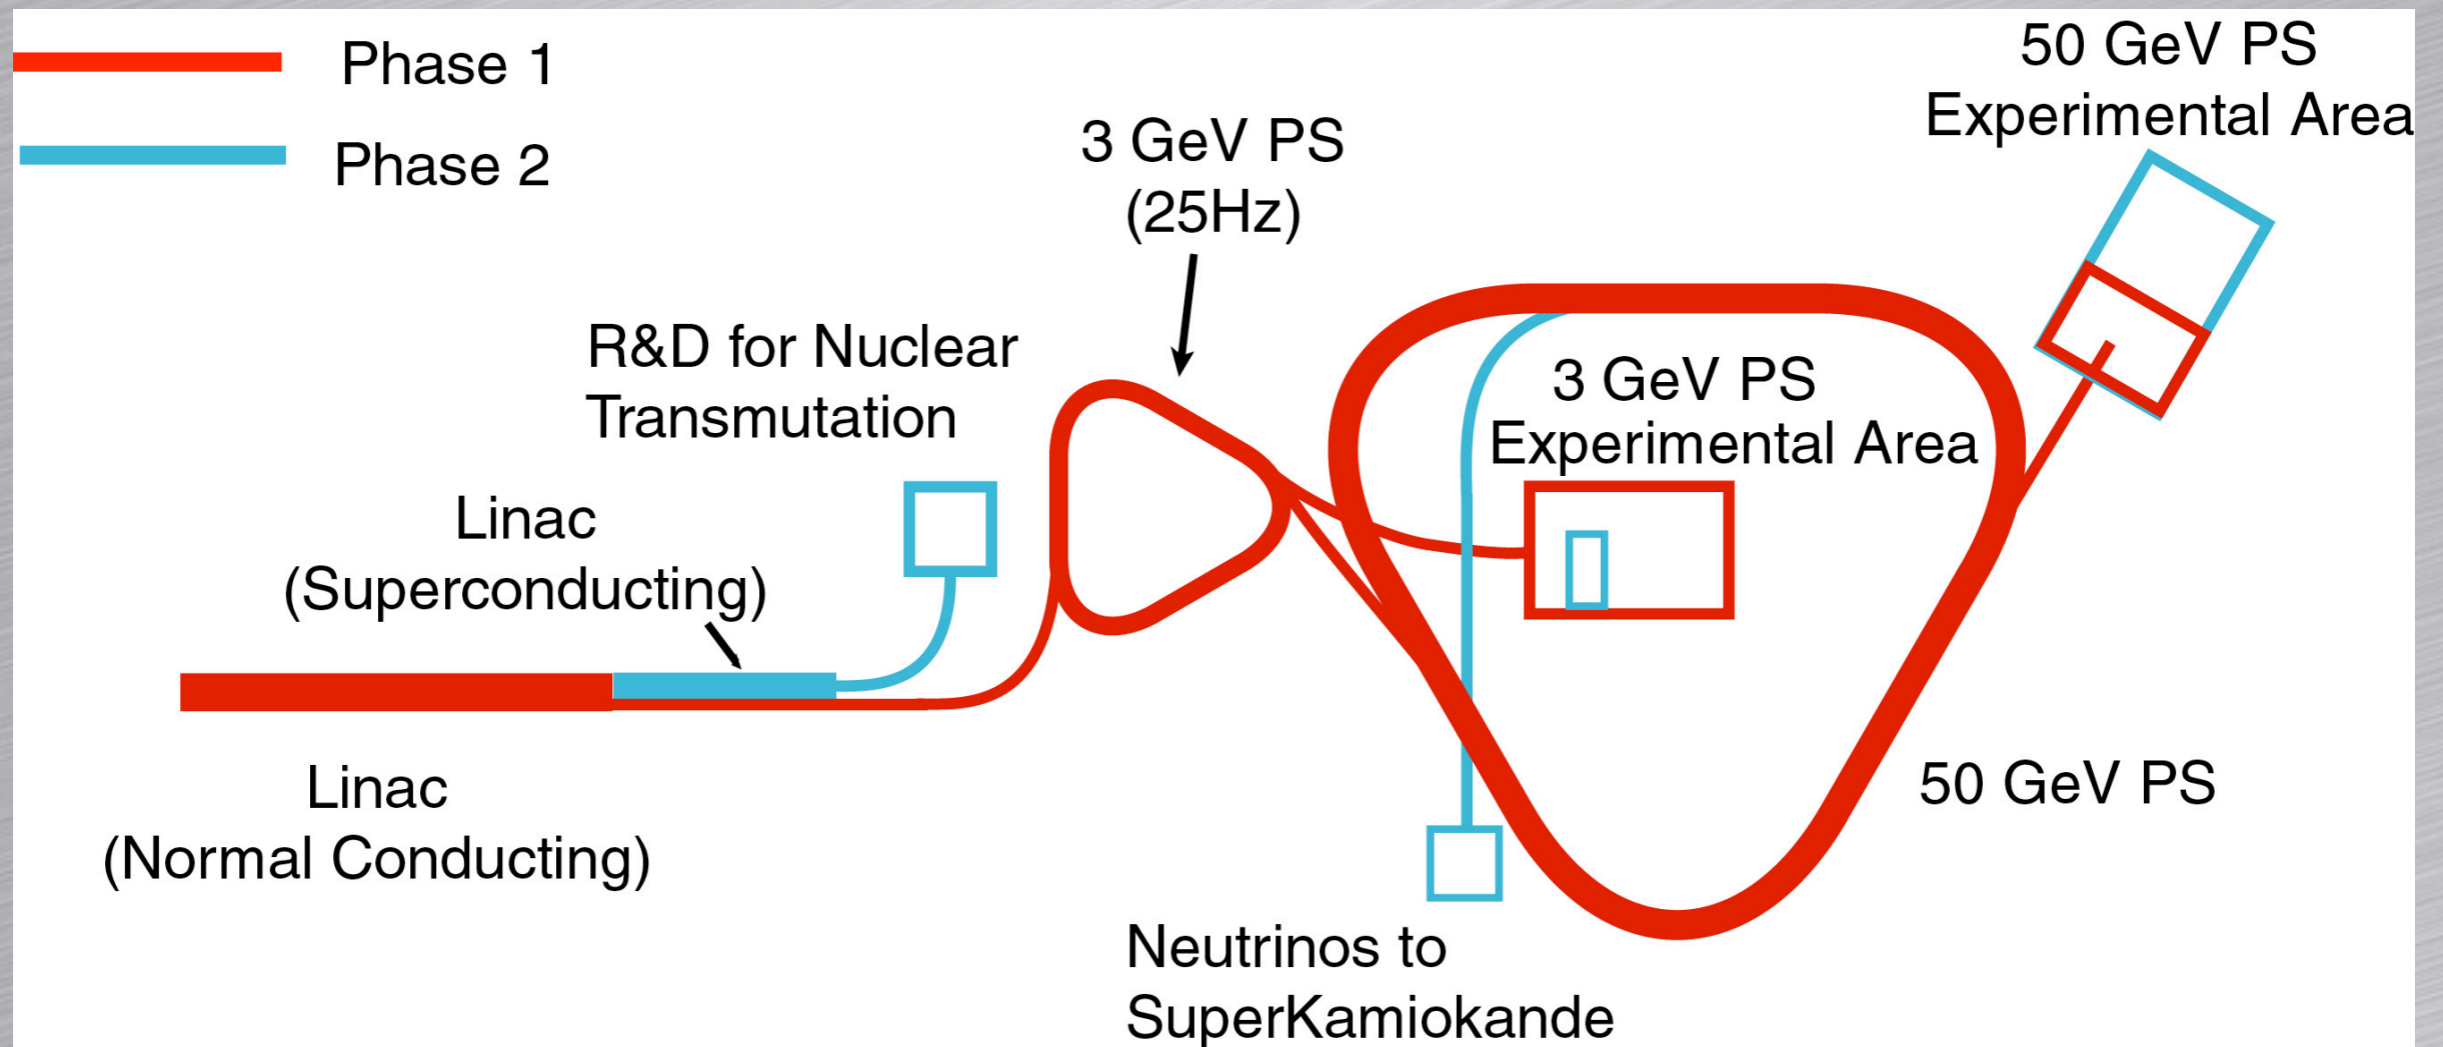 Phase 1
Phase 2
50 GeV PS
Experimental Area
3 GeV PS
(25Hz)
R&D for Nuclear
Transmutation
3 GeV PS
Experimental Area
Linac
(Superconducting)
Linac
(Normal Conducting)
50 GeV PS
Neutrinos to
SuperKamiokande